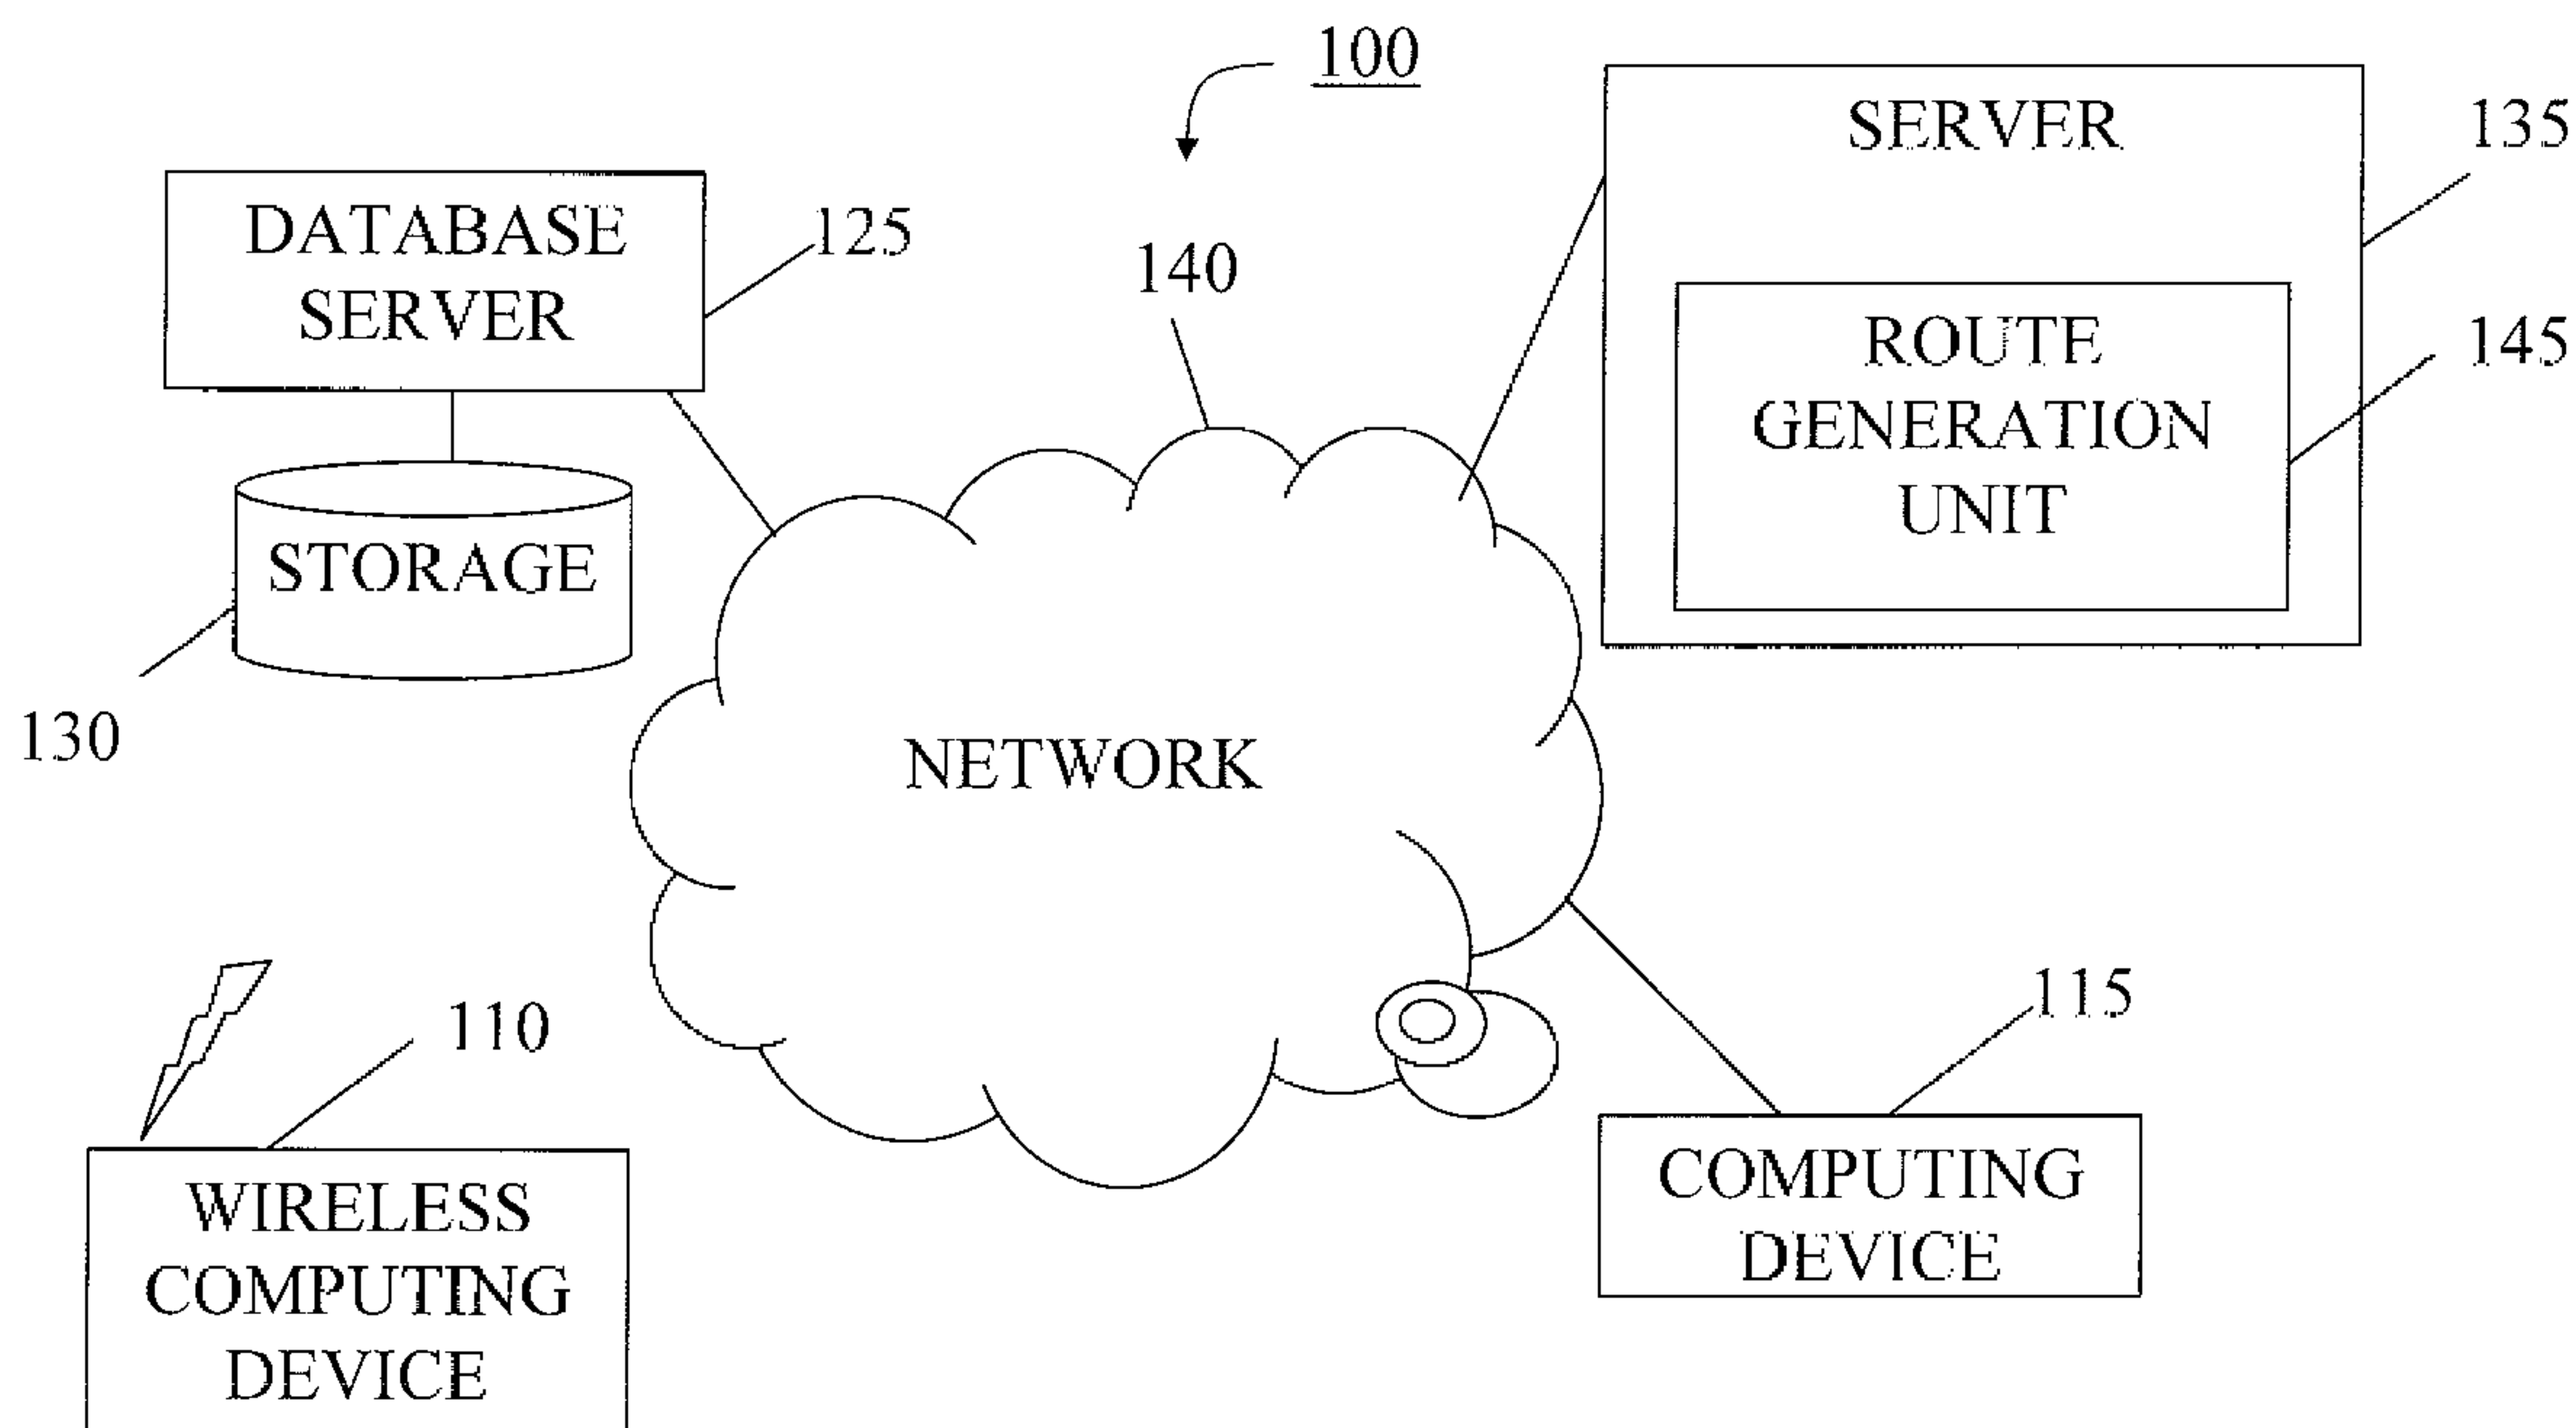 100
SERVER
135
DATABASE
SERVER
125
140
ROUTE
GENERATION
UNIT
145
STORAGE
130
NETWORK
110
115
WIRELESS
COMPUTING
DEVICE
COMPUTING
DEVICE